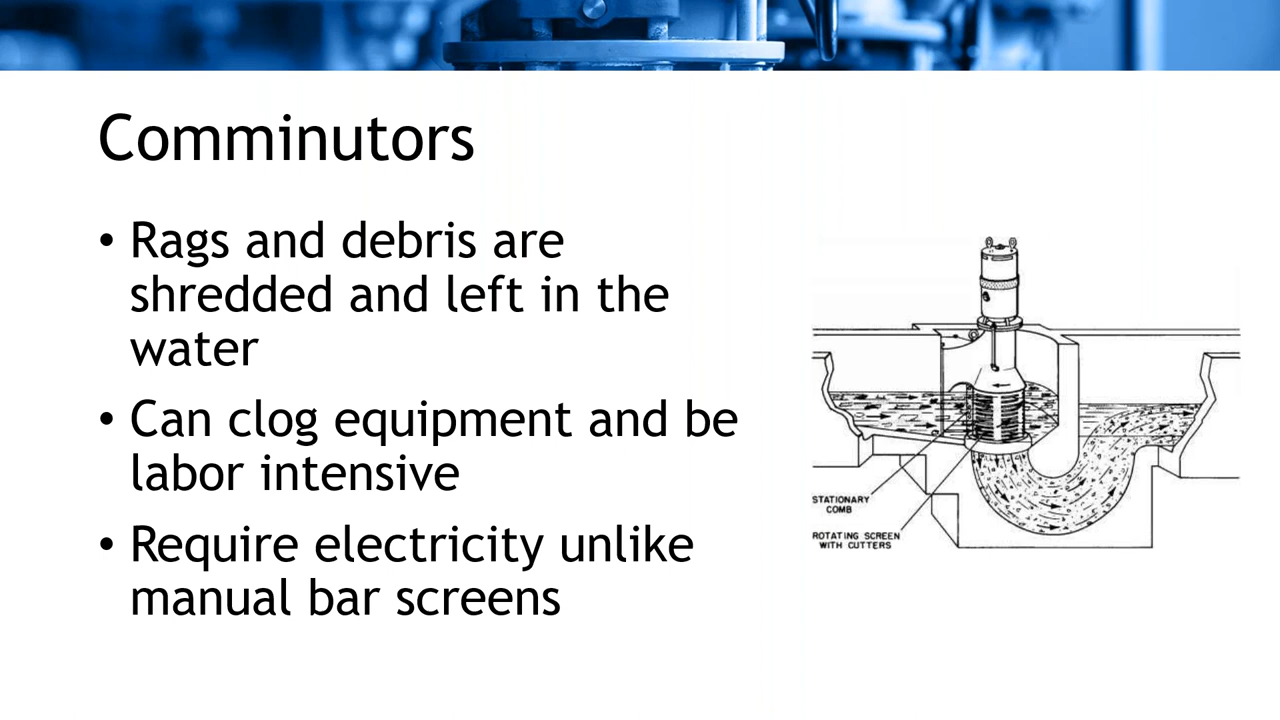 Comminutors
• Rags and debris are
shredded and left in the
water
• Can clog equipment and be
labor intensive
• Require electricity unlike
manual bar screens
STATIONARY
COMB
ROTATING SCREEN
WITH CUTTERS